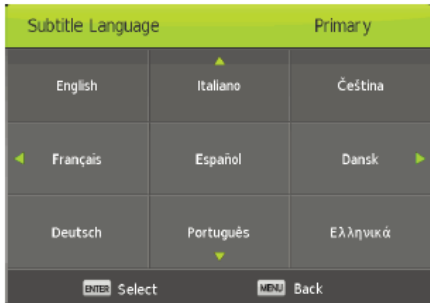 Subtitle Language Primary
English Italiano Čeština
Français Español Dansk
Deutsch Português Ελληνικά
ENTER Select MENU Back